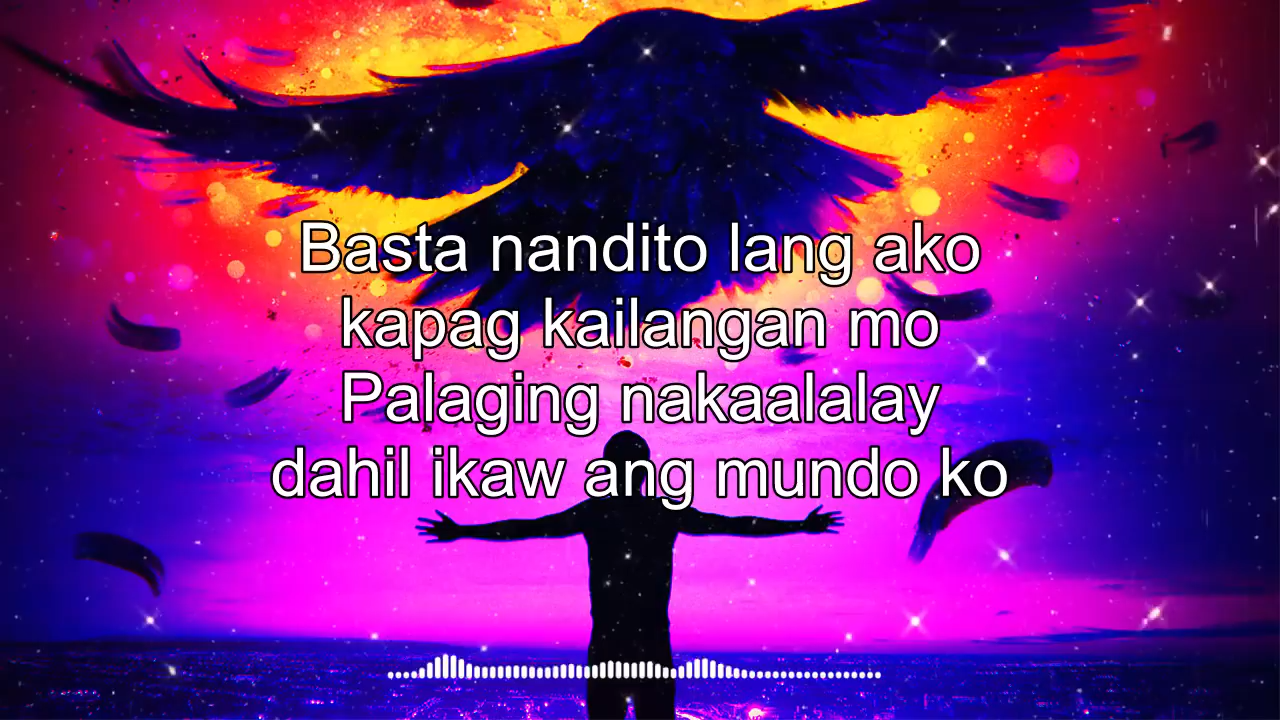 Basta nandito lang ako
kapag kailangan mo
Palaging nakaalalay
dahil ikaw ang mundo ko